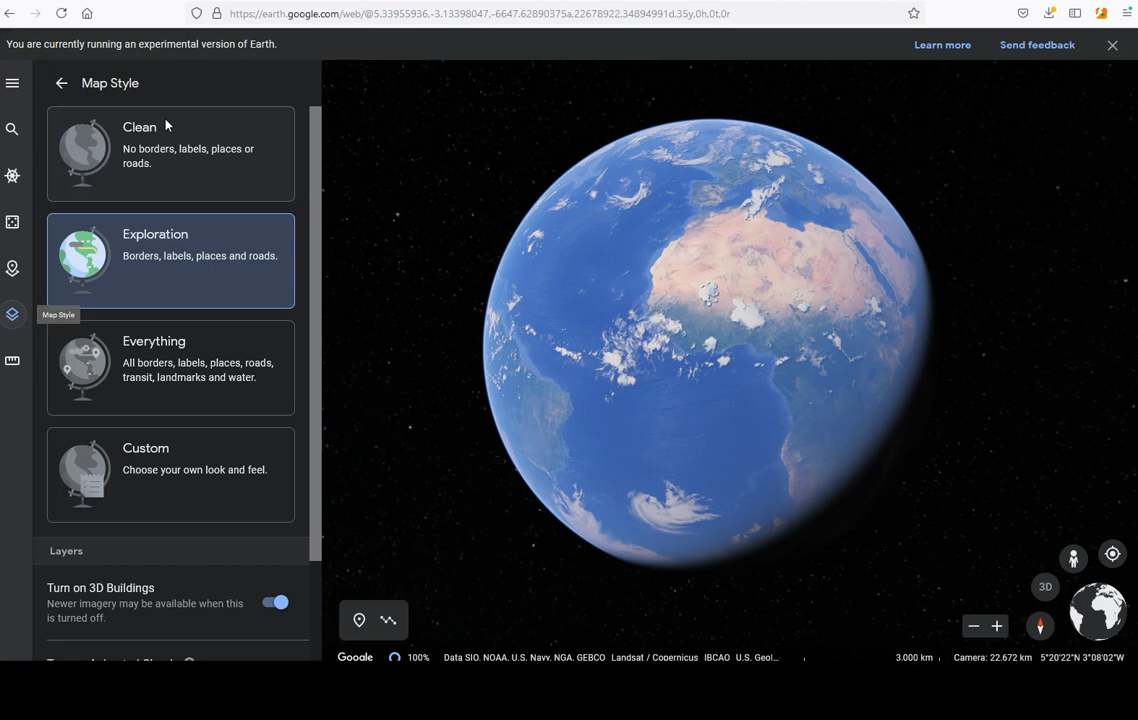 https://earth.google.com/web/@5.33955936,-3.13398047,-6647.62890375a,22678922.34894991d,35y,0h,0t,0r
You are currently running an experimental version of Earth.
Learn more
Send feedback
Map Style
Clean
No borders, labels, places or
roads.
Exploration
Borders, labels, places and roads.
Map Style
Everything
All borders, labels, places, roads,
transit, landmarks and water.
Custom
Choose your own look and feel.
Layers
Turn on 3D Buildings
Newer imagery may be available when this
is turned off.
3D
Google
100%
Data SIO, NOAA, U.S. Navy, NGA, GEBCO Landsat / Copernicus IBCAO U.S. Geol...
3.000 km
Camera: 22.672 km 5°20'22"N 3°08'02"W